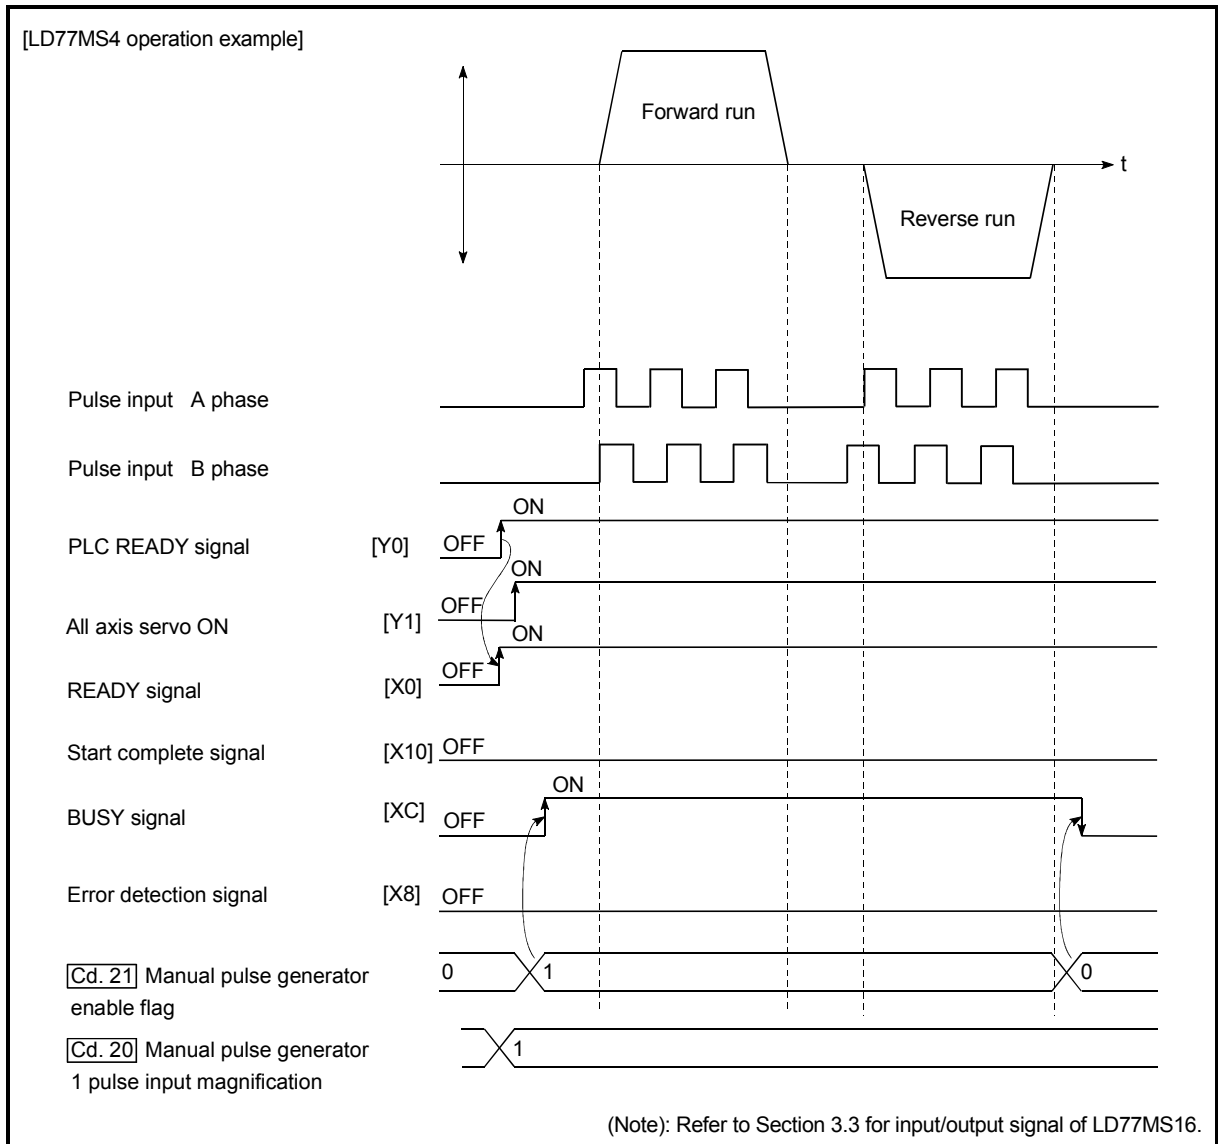 [LD77MS4 operation example]
Forward run
t
Reverse run
Pulse input A phase
Pulse input B phase
ON
PLC READY signal [Y0] OFF
ON
All axis servo ON [Y1] OFF
ON
READY signal [X0] OFF
Start complete signal [X10] OFF
ON
BUSY signal [XC] OFF
Error detection signal [X8] OFF
Cd. 21 Manual pulse generator 0 1 0
enable flag
Cd. 20 Manual pulse generator 1
1 pulse input magnification
(Note): Refer to Section 3.3 for input/output signal of LD77MS16.